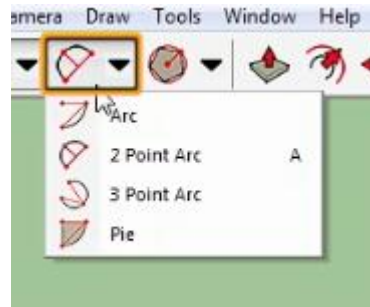 amera Draw Tools Window Help
Arc
2 Point Arc A
3 Point Arc
Pie